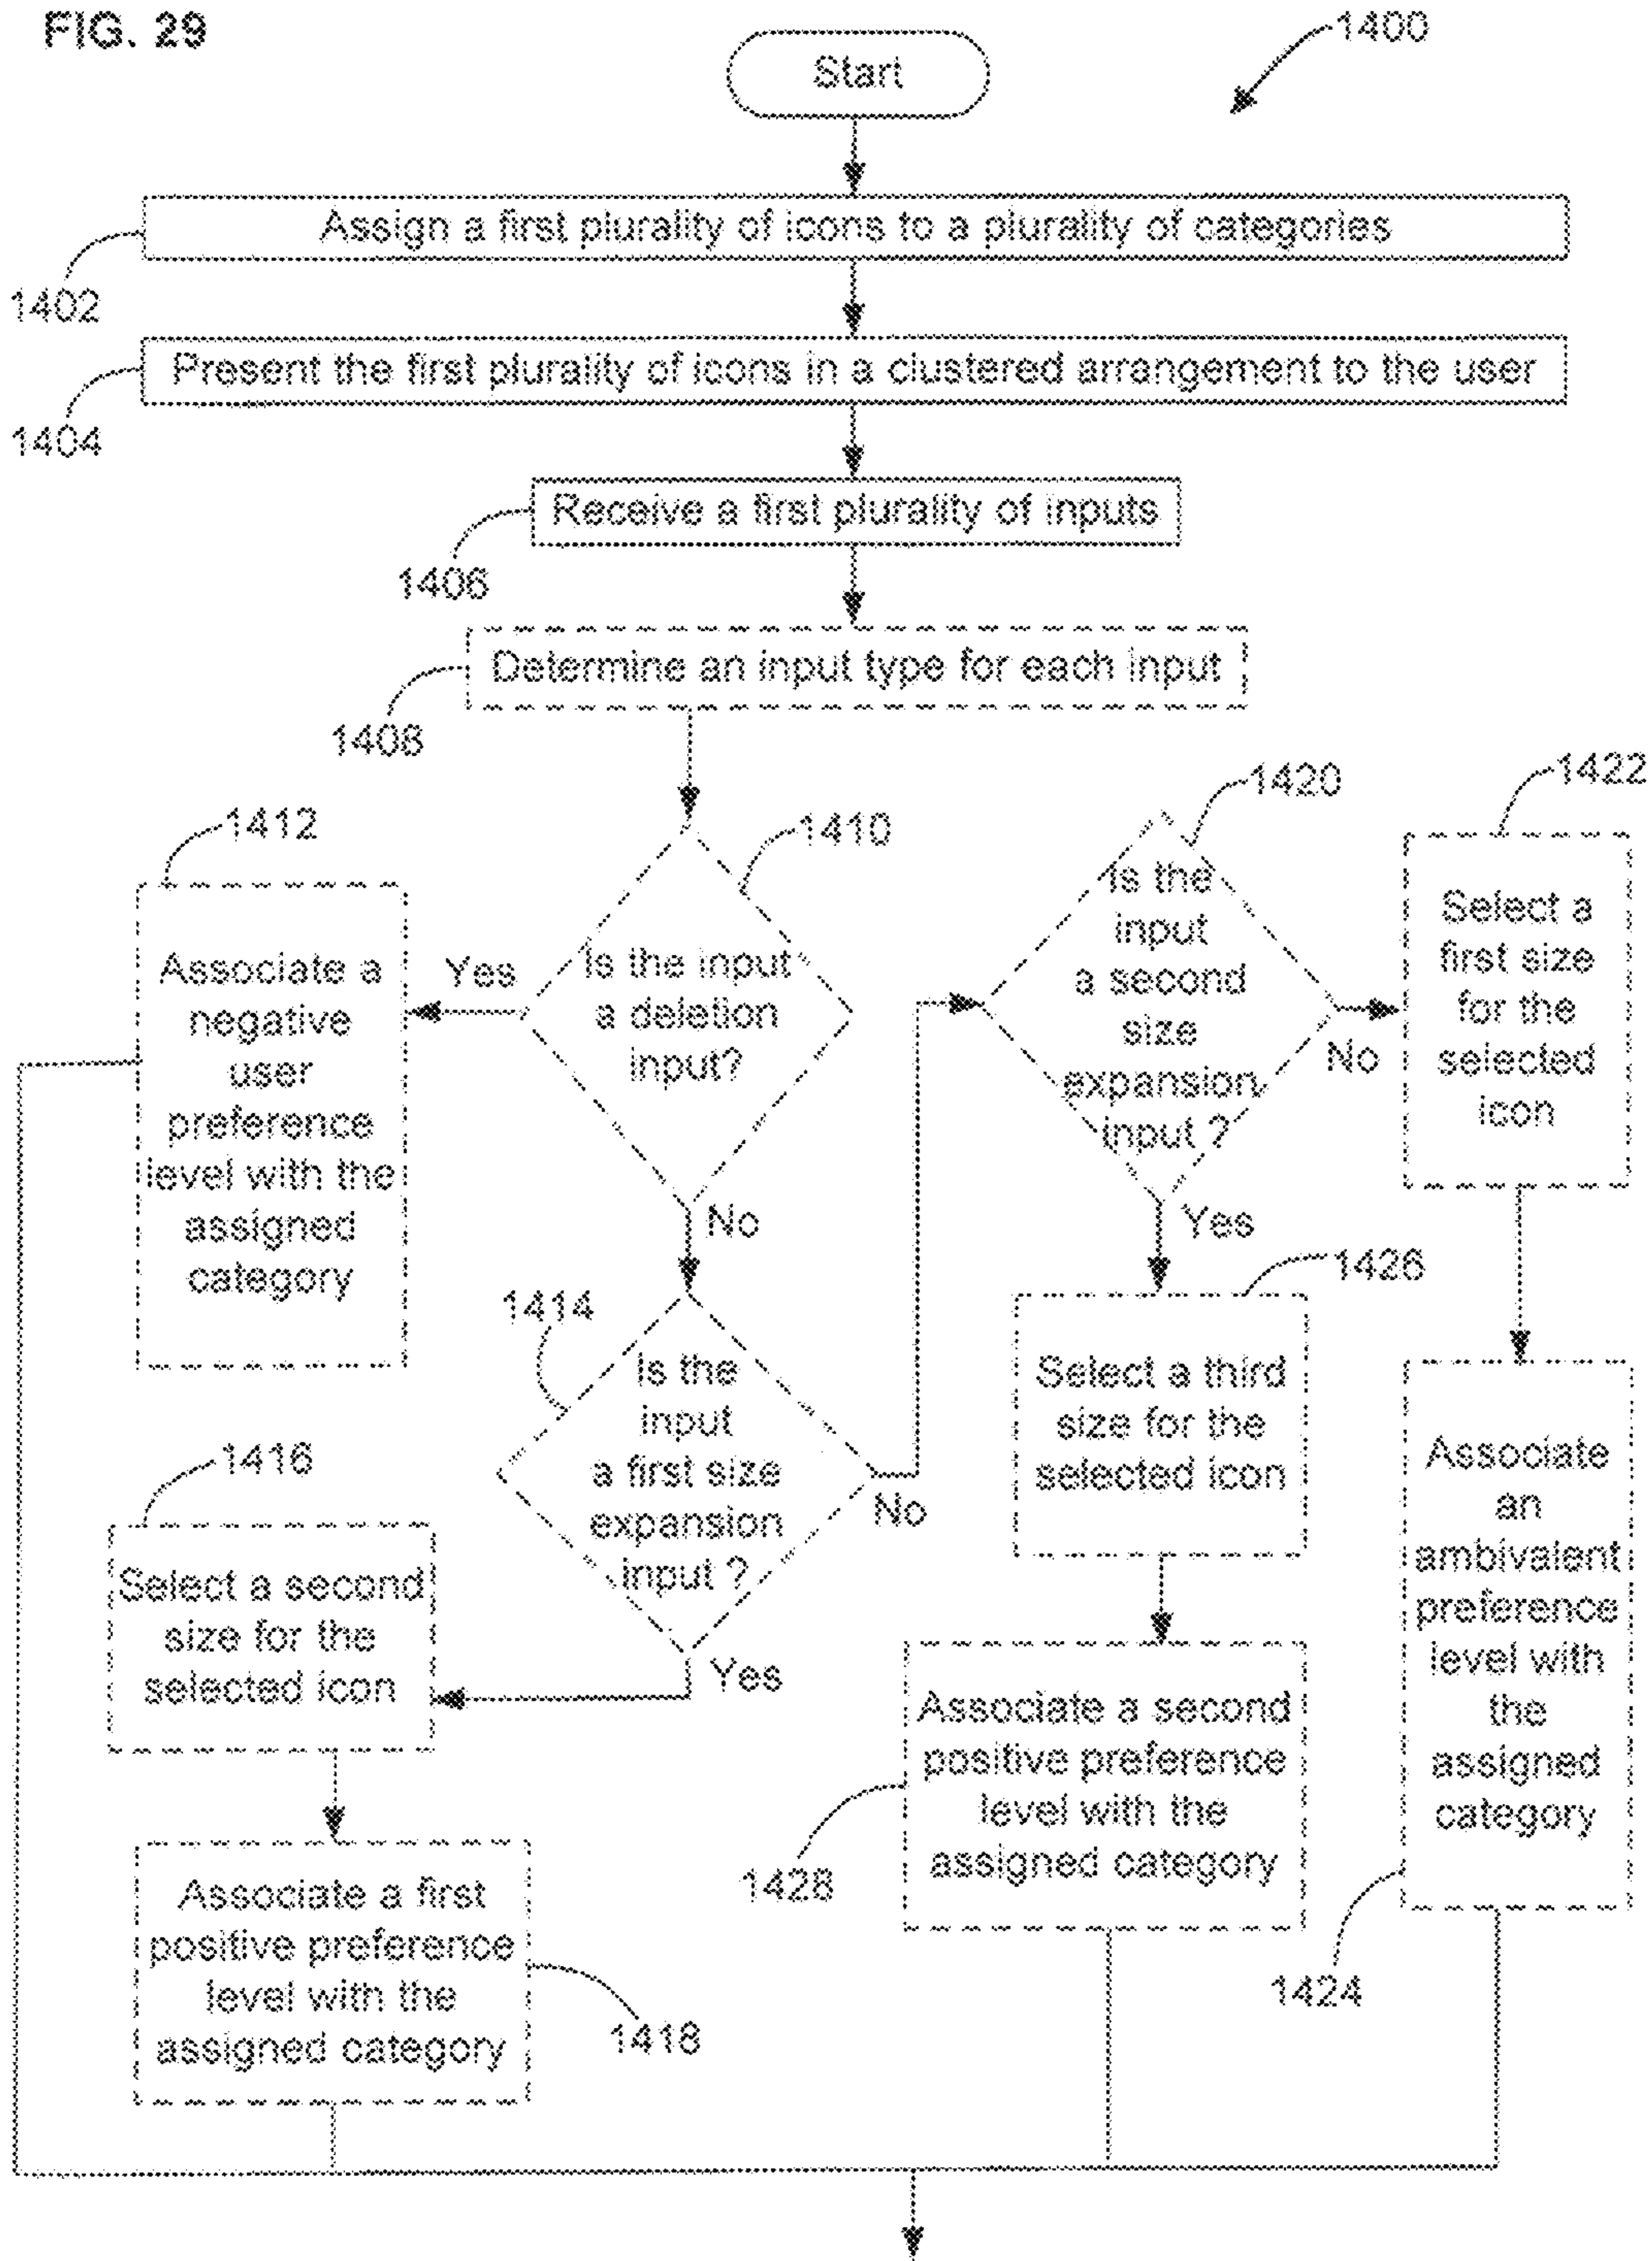 FIG. 29
1400
Start
Assign a first plurality of icons to a plurality of categories
1402
Present the first plurality of icons in a clustered arrangement to the user
1404
Receive a first plurality of inputs
1406
Determine an input type for each input
1408
1410
Is the input
a deletion
input?
Yes
No
1412
Associate a
negative
user
preference
level with the
assigned
category
1414
Is the
input
a first size
expansion
input ?
No
Yes
1416
Select a second
size for the
selected icon
1418
Associate a first
positive preference
level with the
assigned category
1420
Is the
input
a second
size
expansion
input ?
No
Yes
1422
Select a
first size
for the
selected
icon
1424
Associate
an
ambivalent
preference
level with
the
assigned
category
1426
Select a third
size for the
selected icon
1428
Associate a second
positive preference
level with the
assigned category